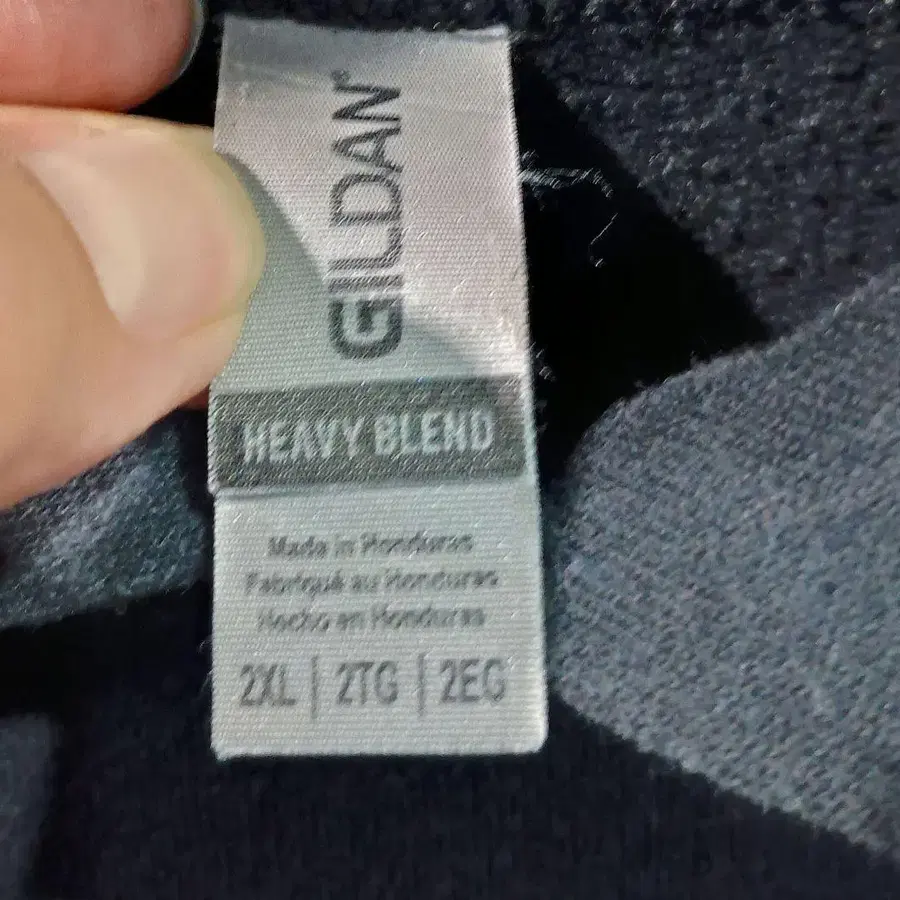 GILDAN®
HEAVY BLEND
Made in Honduras
Fabriqué au Honduras
Hecho en Honduras
2XL | 2TG | 2EG